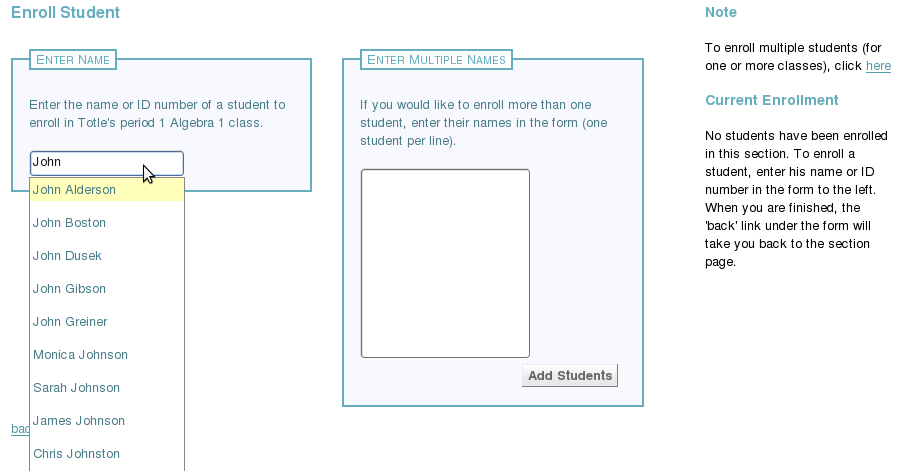 Enroll Student
ENTER NAME
Enter the name or ID number of a student to
enroll in Totle's period 1 Algebra 1 class.
John
John Alderson
John Boston
John Dusek
John Gibson
John Greiner
Monica Johnson
Sarah Johnson
James Johnson
Chris Johnston
ENTER MULTIPLE NAMES
If you would like to enroll more than one
student, enter their names in the form (one
student per line).
Add Students
Note
To enroll multiple students (for
one or more classes), click here
Current Enrollment
No students have been enrolled
in this section. To enroll a
student, enter his name or ID
number in the form to the left.
When you are finished, the
'back' link under the form will
take you back to the section
page.